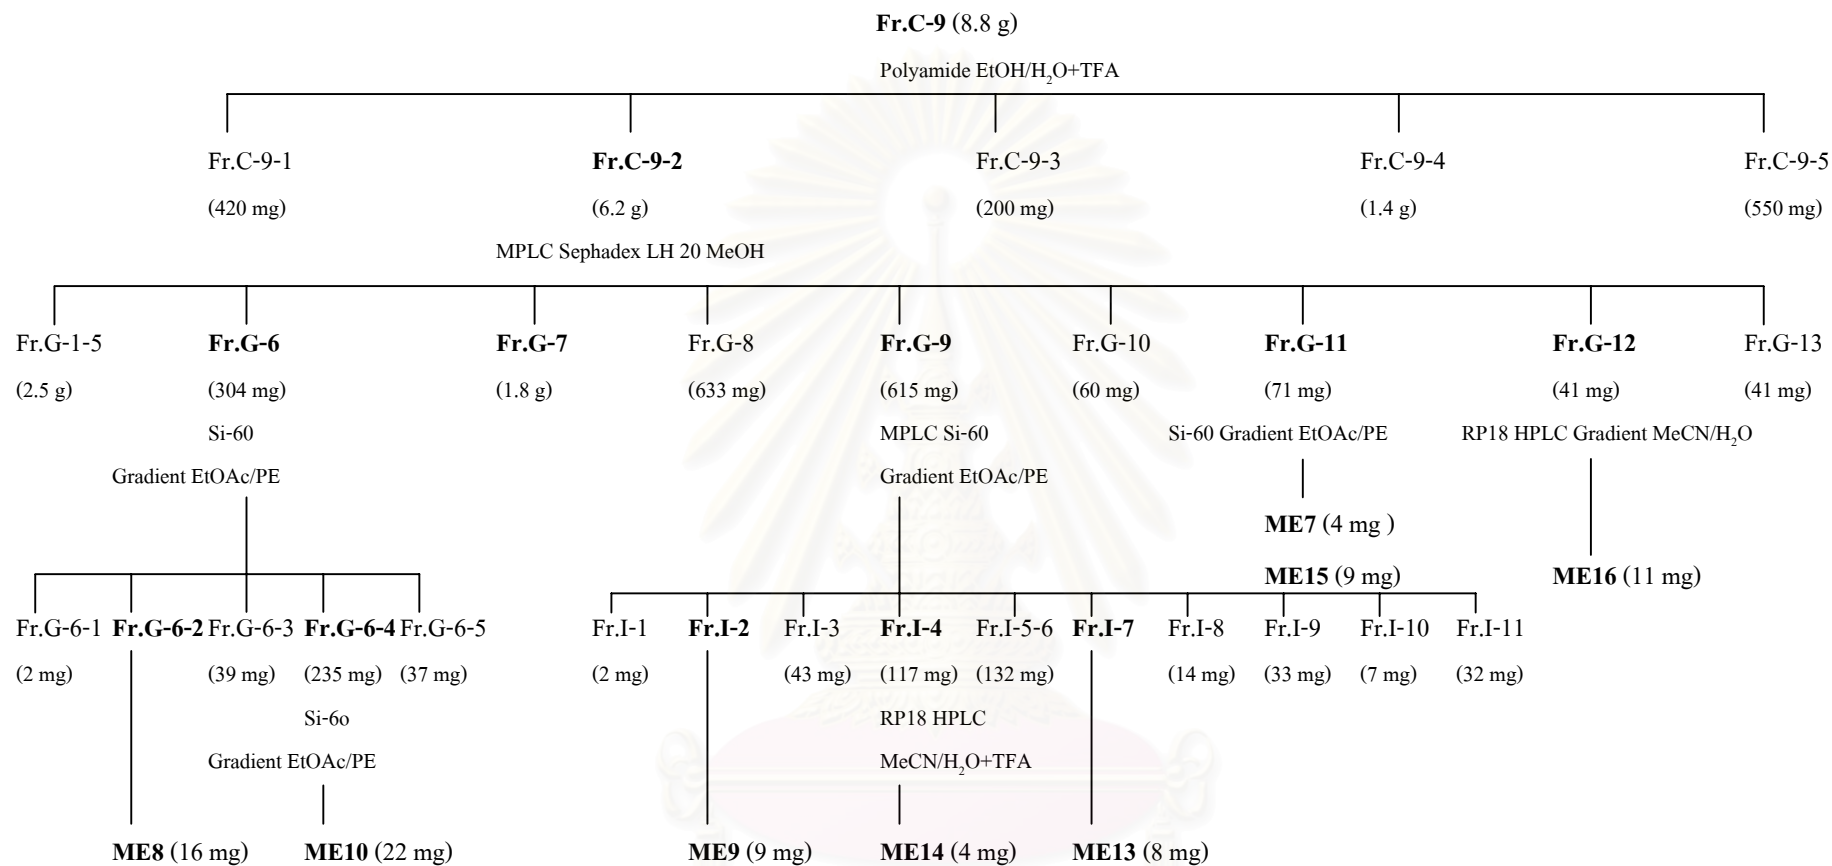 Fr.C-9 (8.8 g)
Polyamide EtOH/H₂O+TFA
Fr.C-9-1 Fr.C-9-2 Fr.C-9-3 Fr.C-9-4 Fr.C-9-5
(420 mg) (6.2 g) (200 mg) (1.4 g) (550 mg)
MPLC Sephadex LH 20 MeOH
Fr.G-1-5 Fr.G-6 Fr.G-7 Fr.G-8 Fr.G-9 Fr.G-10 Fr.G-11 Fr.G-12 Fr.G-13
(2.5 g) (304 mg) (1.8 g) (633 mg) (615 mg) (60 mg) (71 mg) (41 mg) (41 mg)
Si-60 MPLC Si-60 Si-60 Gradient EtOAc/PE RP18 HPLC Gradient MeCN/H₂O
Gradient EtOAc/PE Gradient EtOAc/PE
ME7 (4 mg )
ME15 (9 mg) ME16 (11 mg)
Fr.G-6-1 Fr.G-6-2 Fr.G-6-3 Fr.G-6-4 Fr.G-6-5 Fr.I-1 Fr.I-2 Fr.I-3 Fr.I-4 Fr.I-5-6 Fr.I-7 Fr.I-8 Fr.I-9 Fr.I-10 Fr.I-11
(2 mg) (39 mg) (235 mg) (37 mg) (2 mg) (43 mg) (117 mg) (132 mg) (14 mg) (33 mg) (7 mg) (32 mg)
Si-6o RP18 HPLC
Gradient EtOAc/PE MeCN/H₂O+TFA
ME8 (16 mg) ME10 (22 mg) ME9 (9 mg) ME14 (4 mg) ME13 (8 mg)